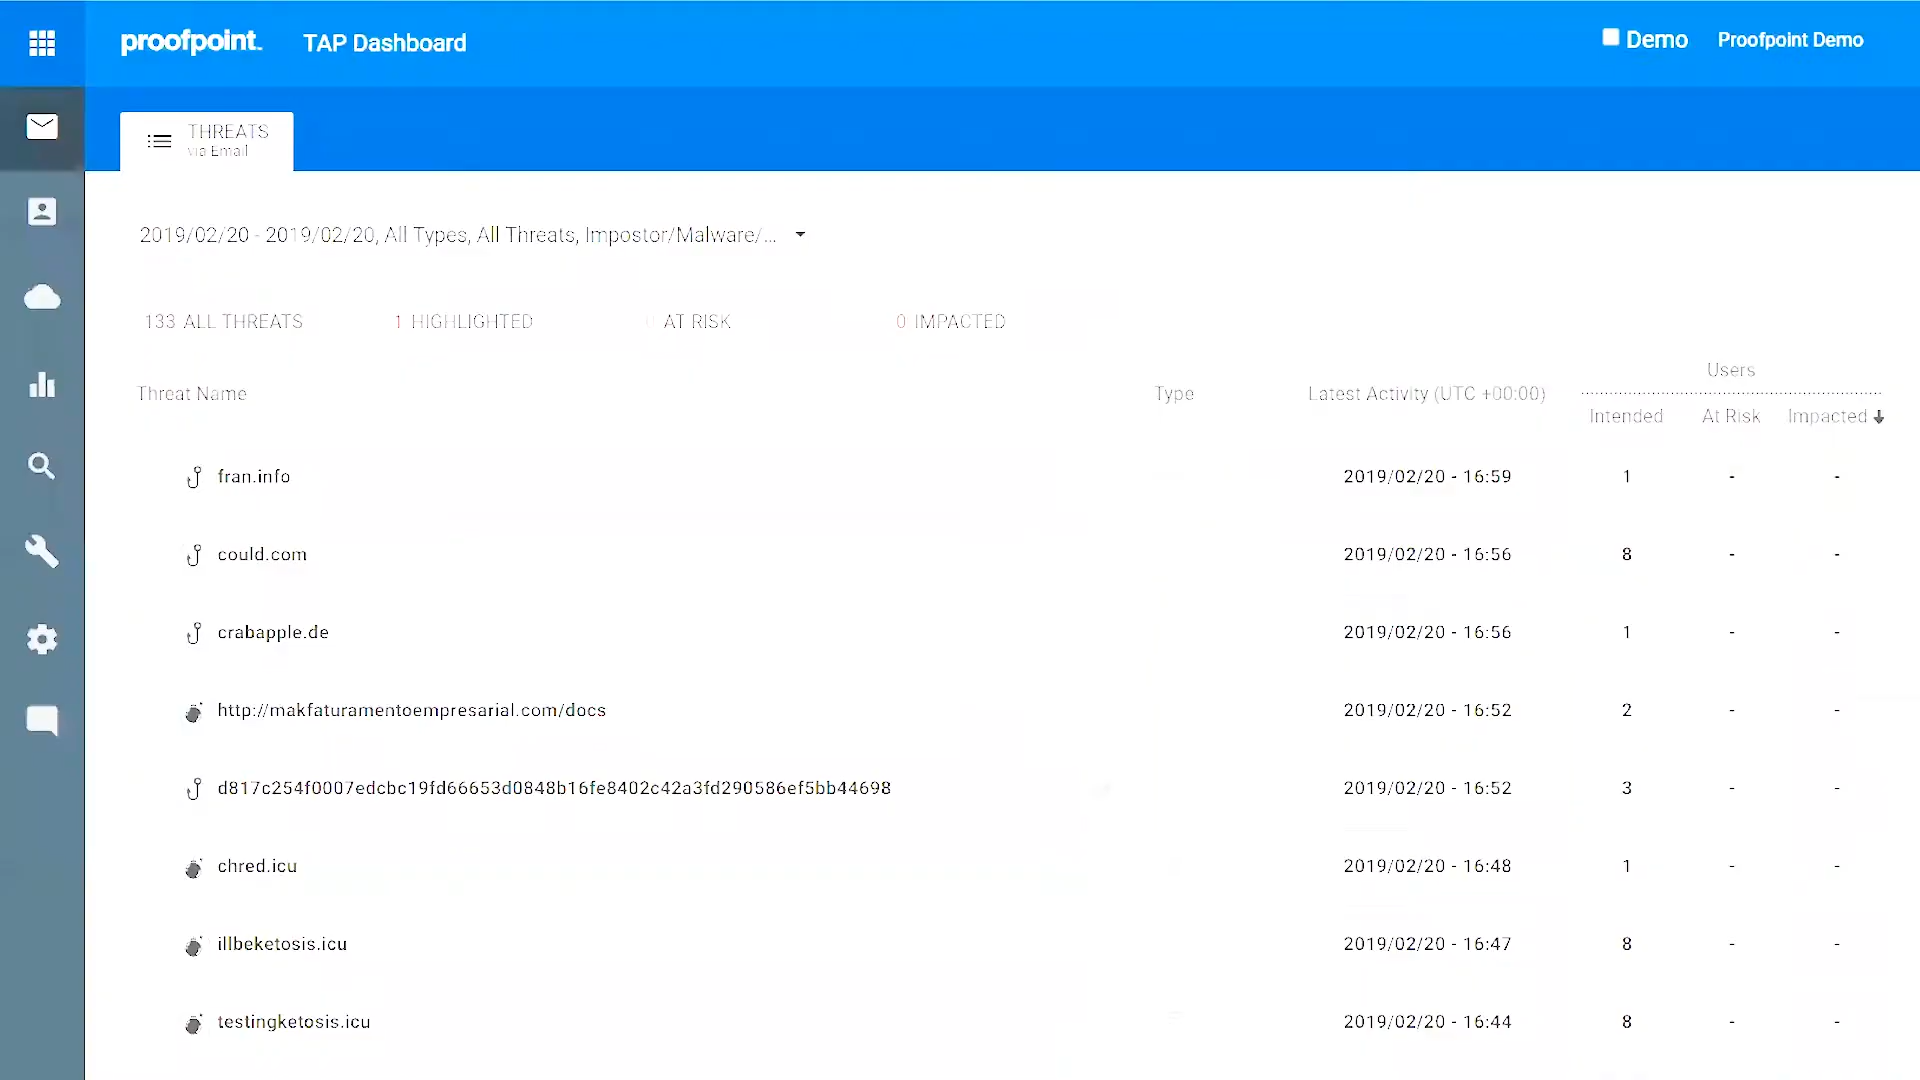 proofpoint TAP Dashboard
Demo Proofpoint Demo
THREATS
via Email
2019/02/20 - 2019/02/20, All Types, All Threats, Impostor/Malware/...
133 ALL THREATS 1 HIGHLIGHTED AT RISK 0 IMPACTED
Users
Threat Name Type Latest Activity (UTC +00:00)
Intended At Risk Impacted
fran.info 2019/02/20 - 16:59 1 - -
could.com 2019/02/20 - 16:56 8 - -
crabapple.de 2019/02/20 - 16:56 1 - -
http://makfaturamentoempresarial.com/docs 2019/02/20 - 16:52 2 - -
d817c254f0007edcbc19fd66653d0848b16fe8402c42a3fd290586ef5bb44698 2019/02/20 - 16:52 3 - -
chred.icu 2019/02/20 - 16:48 1 - -
illbeketosis.icu 2019/02/20 - 16:47 8 - -
testingketosis.icu 2019/02/20 - 16:44 8 - -